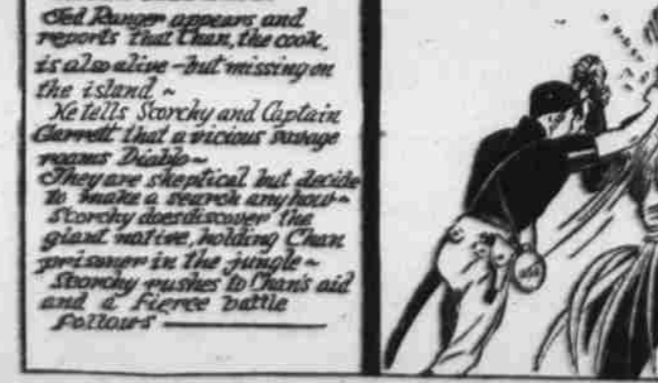 Ted Ranger appears and
reports that Chan, the cook,
is also alive - but missing on
the island ~
He tells Scorchy and Captain
Garrett that a vicious savage
roams Diablo ~
They are skeptical but decide
to make a search anyhow ~
Scorchy does discover the
giant native, holding Chan
prisoner in the jungle ~
Scorchy rushes to Chan's aid
and a fierce battle
follows